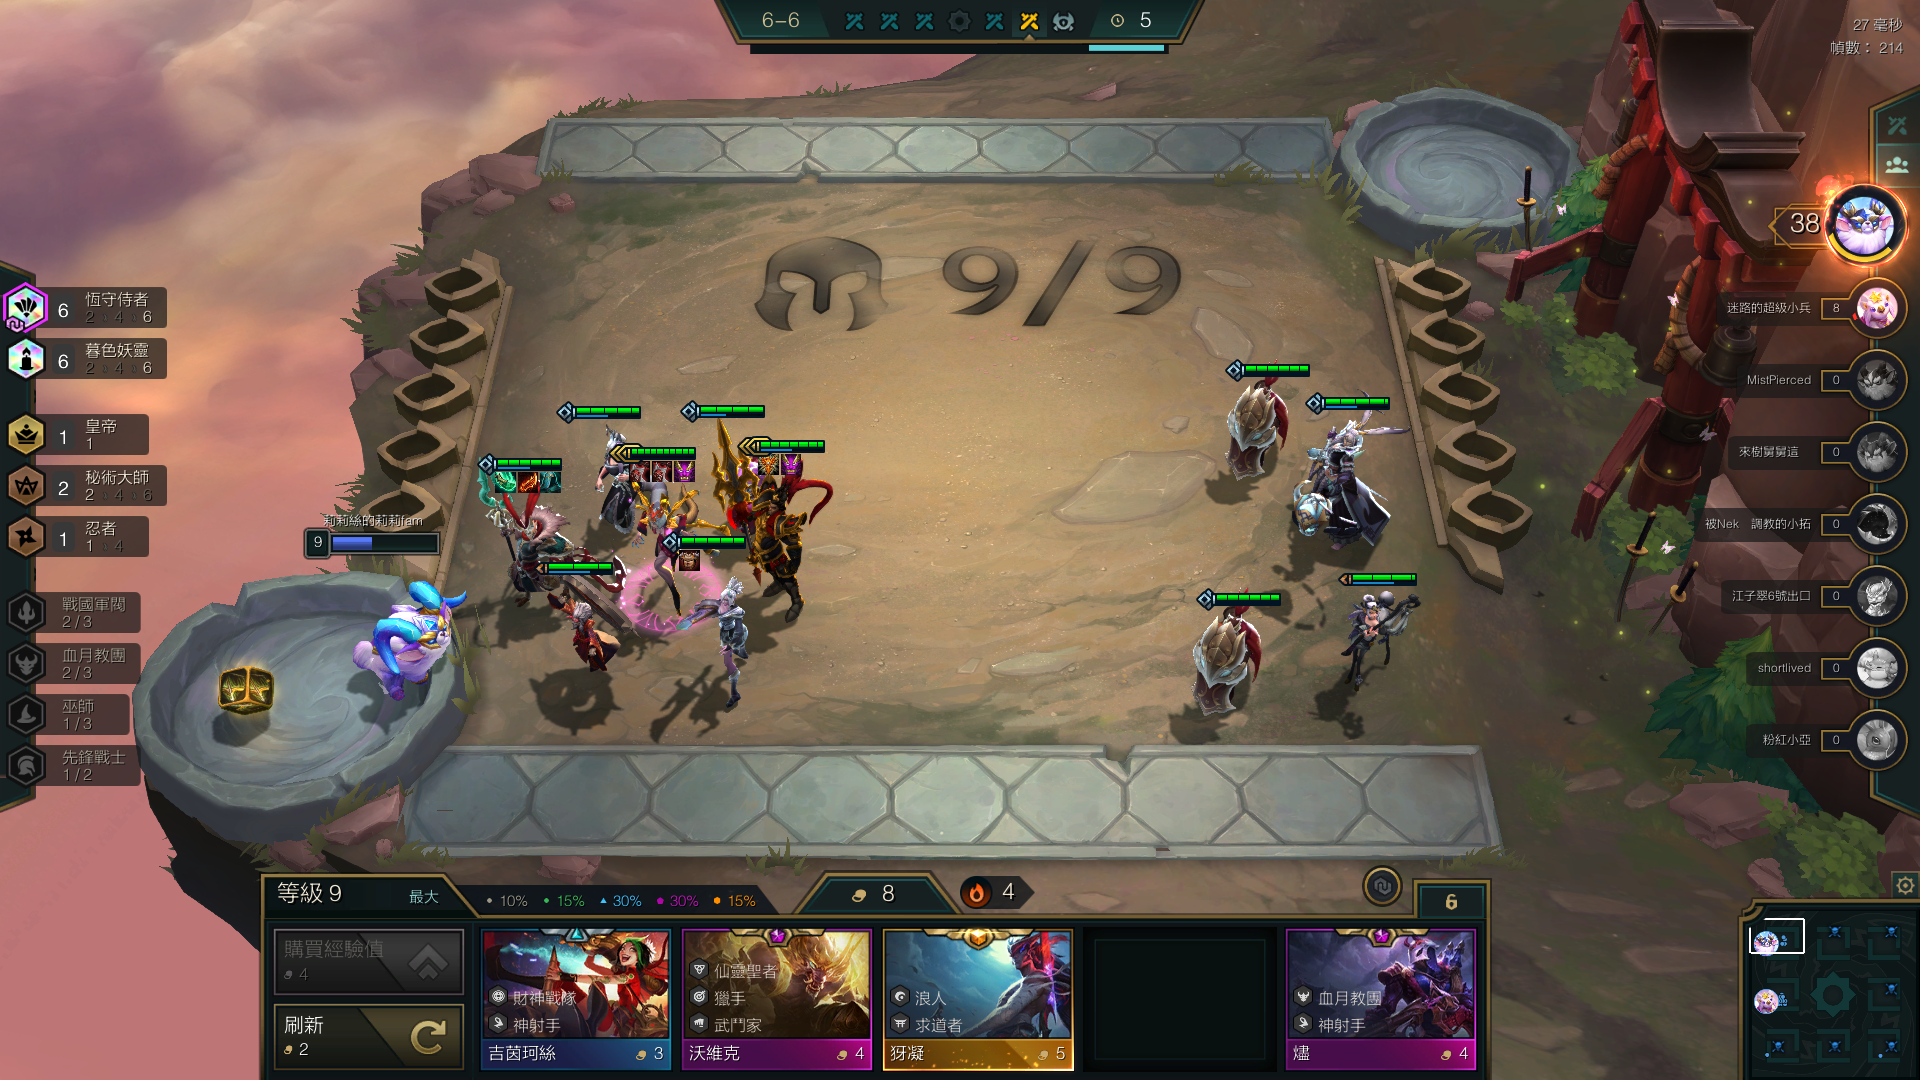 6–6
5
27 毫秒
幀數： 214
9/9
38
迷路的超級小兵
8
MistPierced
0
來樹舅舅這
0
被Nek 調教的小拓
0
江子翠6號出口
0
shortlived
0
粉紅小亞
0
6
恆守侍者
2 › 4 › 6
6
暮色妖靈
2 › 4 › 6
1
皇帝
1
2
秘術大師
2 › 4 › 6
1
忍者
1 › 4
戰國軍閥
2 / 3
血月教團
2 / 3
巫師
1 / 3
先鋒戰士
1 / 2
莉莉絲的莉莉fam
9
等級 9
最大
10%
15%
30%
30%
15%
8
4
6
購買經驗值
4
刷新
2
財神戰隊
神射手
吉茵珂絲
3
仙靈聖者
獵手
武鬥家
沃維克
4
浪人
求道者
犽凝
5
血月教團
神射手
燼
4